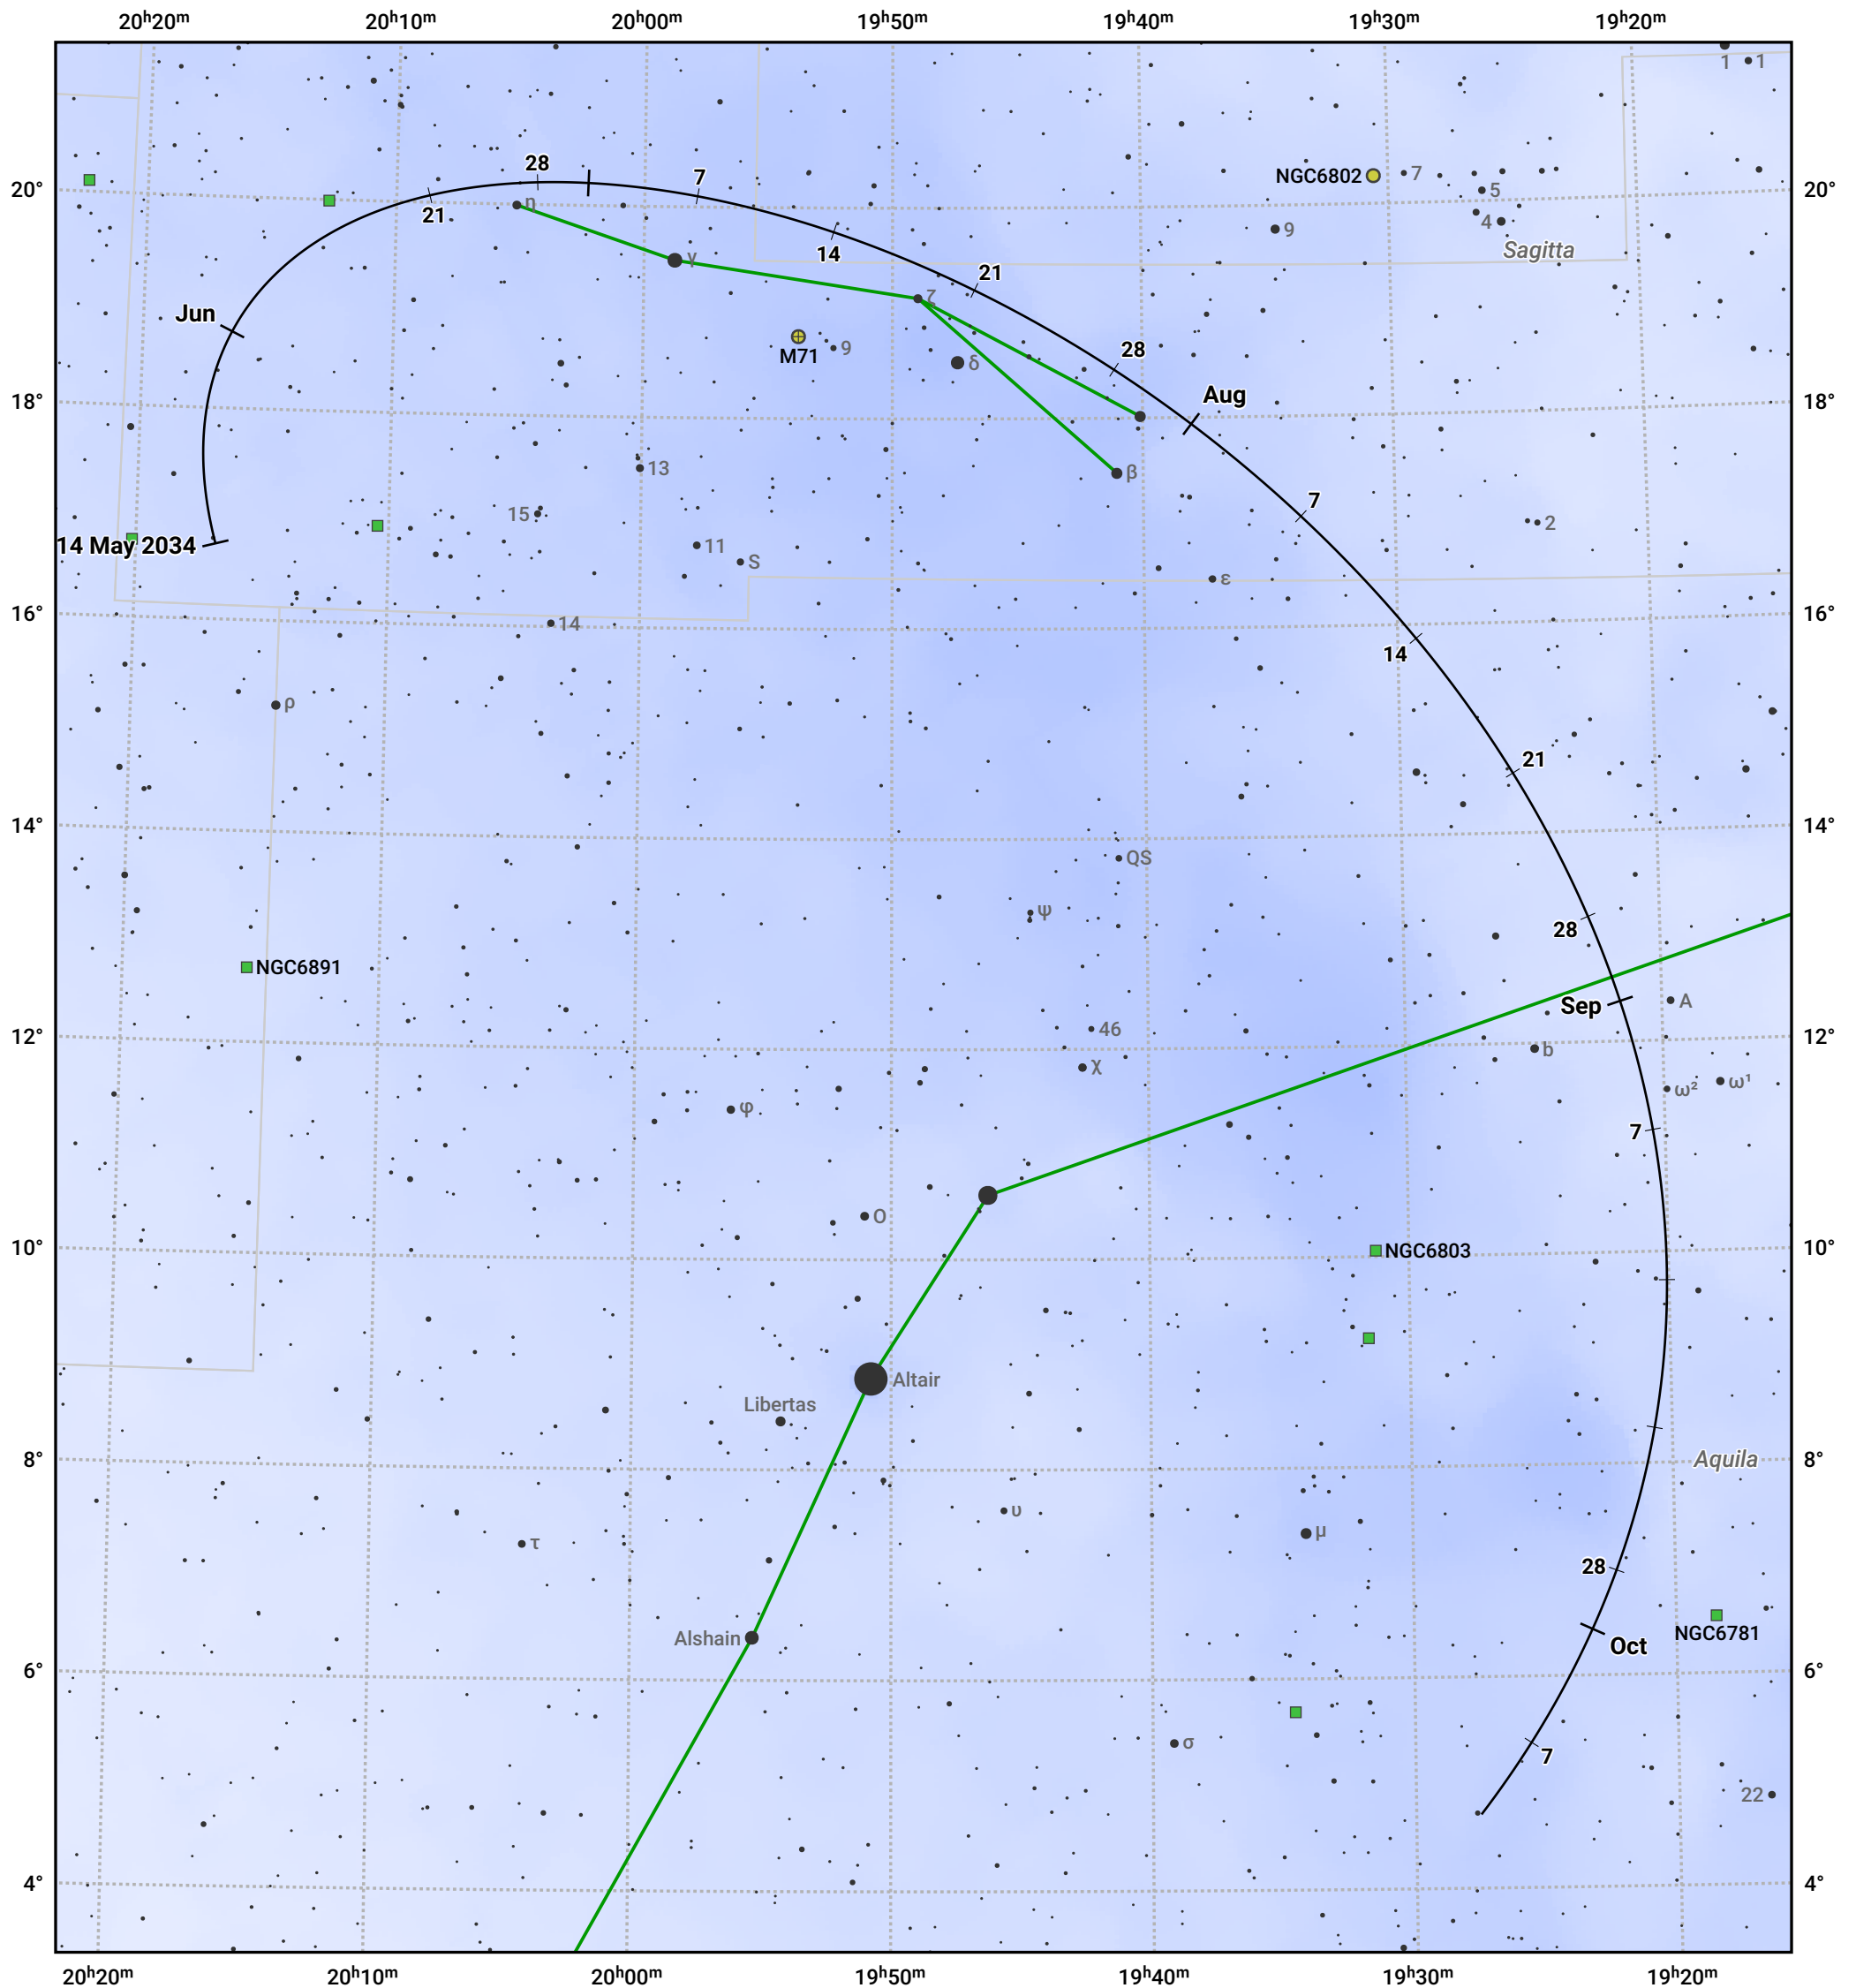 20ʰ20ᵐ 20ʰ10ᵐ 20ʰ00ᵐ 19ʰ50ᵐ 19ʰ40ᵐ 19ʰ30ᵐ 19ʰ20ᵐ
1 1
28
NGC6802 7
7
20° 5 20°
η
21 4
9
14 Sagitta
γ
21
ζ
Jun
28
M71 9
δ
Aug
18° 18°
13 β
7
15
2
11
14 May 2034
S
ε
16° 14 16°
14
ρ
21
14° 14°
QS
ψ
28
NGC6891
A
Sep
46
12° b 12°
χ
ω² ω¹
φ
7
O
10° NGC6803 10°
Altair
Libertas
8° Aquila 8°
υ
μ
τ
28
NGC6781
Alshain
Oct
6° 6°
σ
7
22
4° 4°
20ʰ20ᵐ 20ʰ10ᵐ 20ʰ00ᵐ 19ʰ50ᵐ 19ʰ40ᵐ 19ʰ30ᵐ 19ʰ20ᵐ